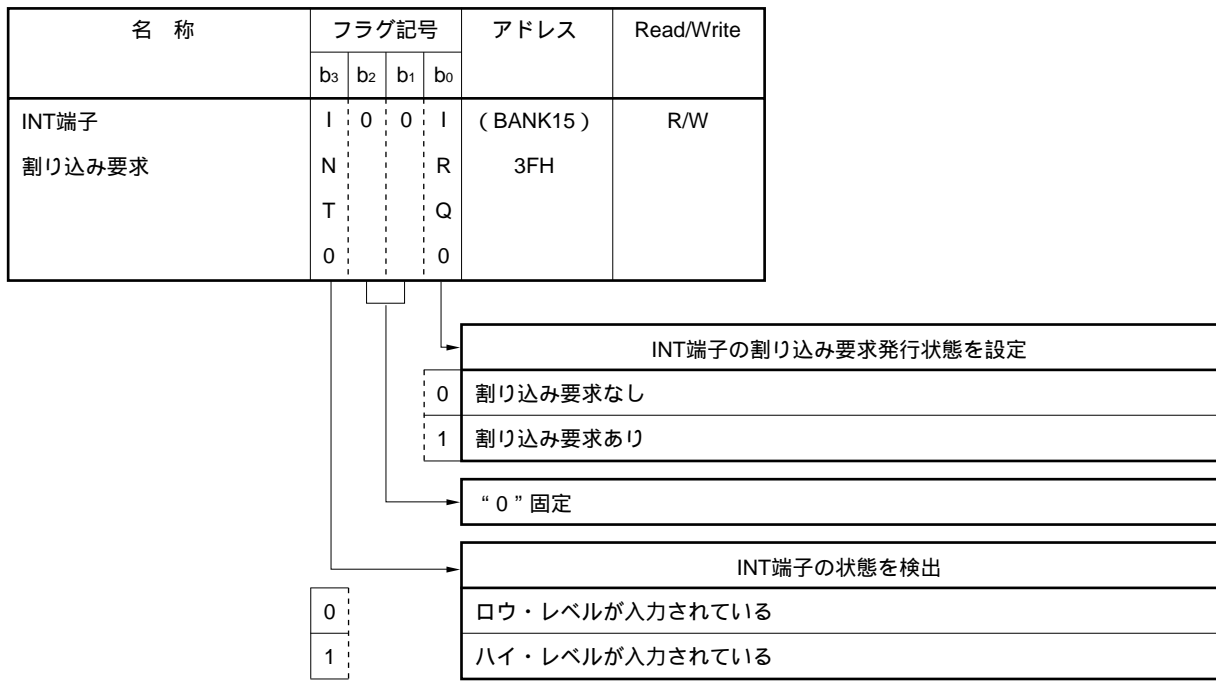 名 称 フラグ記号 アドレス Read/Write
b3 b2 b1 b0
INT端子 I 0 0 I (BANK15) R/W
割り込み要求 N R 3FH
T Q
0 0
INT端子の割り込み要求発行状態を設定
0 割り込み要求なし
1 割り込み要求あり
“0”固定
INT端子の状態を検出
0 ロウ・レベルが入力されている
1 ハイ・レベルが入力されている